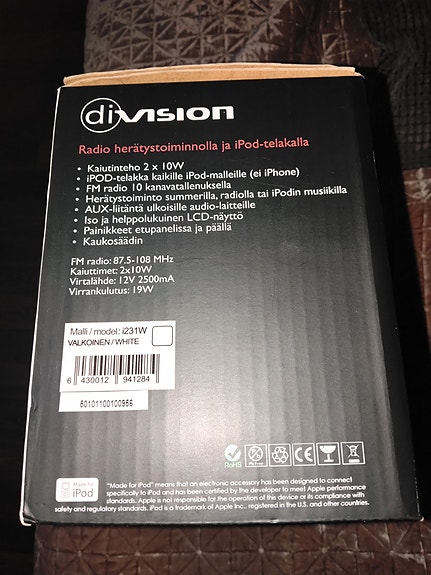 diVISION
Radio herätystoiminnolla ja iPod-telakalla
• Kaiutinteho 2 x 10W
• iPOD-telakka kaikille iPod-malleille (ei iPhone)
• FM radio 10 kanavatallennuksella
• Herätystoiminto summerilla, radiolla tai iPodin musiikilla
• AUX-liitäntä ulkoisille audio-laitteille
• Iso ja helppolukuinen LCD-näyttö
• Painikkeet etupanelissa ja päällä
• Kaukosäädin
FM radio: 87.5-108 MHz
Kaiuttimet: 2x10W
Virtalähde: 12V 2500mA
Virrankulutus: 19W
Malli / model: i231W
VALKOINEN / WHITE
6 430012 941284
60101100100956
RoHS
Pb Free
CE
Made for
iPod
"Made for iPod" means that an electronic accessory has been designed to connect
specifically to iPod and has been certified by the developer to meet Apple performance
standards. Apple is not responsible for the operation of this device or its compliance with
safety and regulatory standards. iPod is a trademark of Apple Inc., registered in the U.S. and other countries.